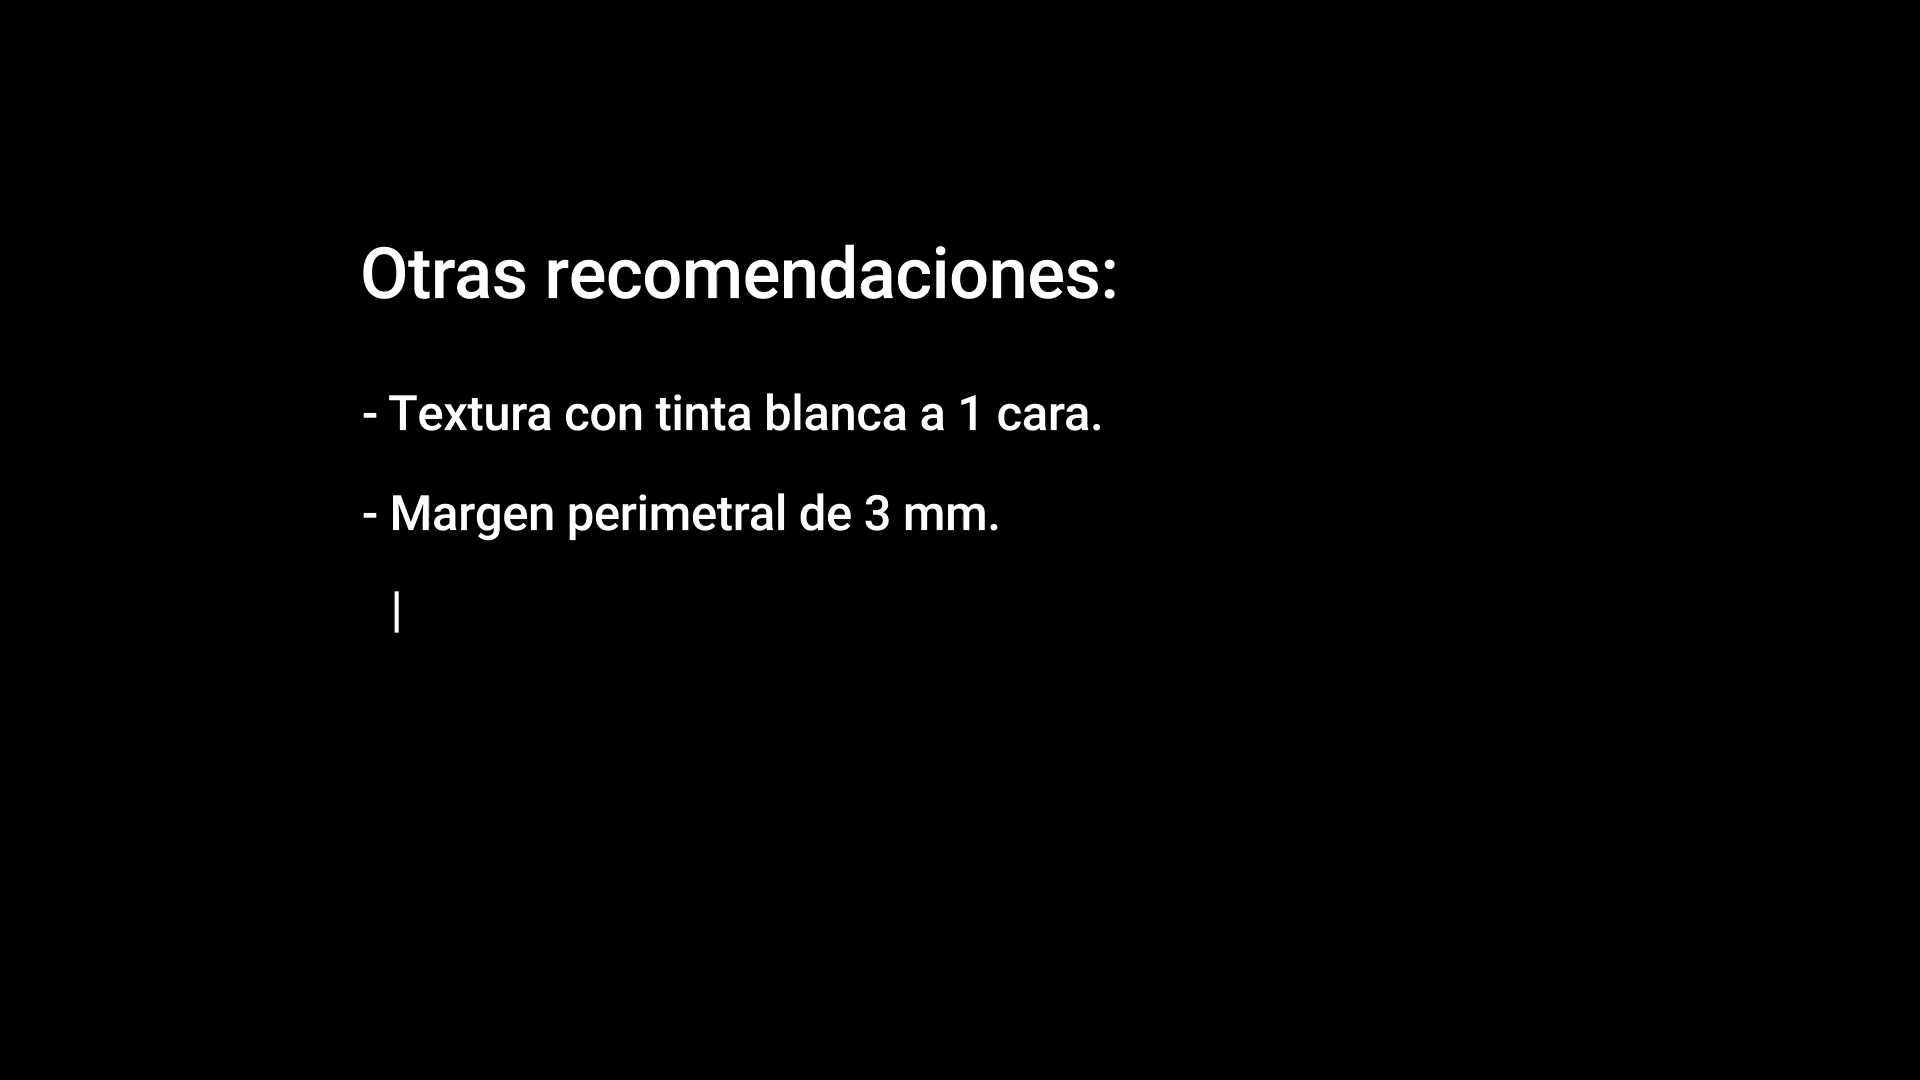 Otras recomendaciones:
- Textura con tinta blanca a 1 cara.
- Margen perimetral de 3 mm.